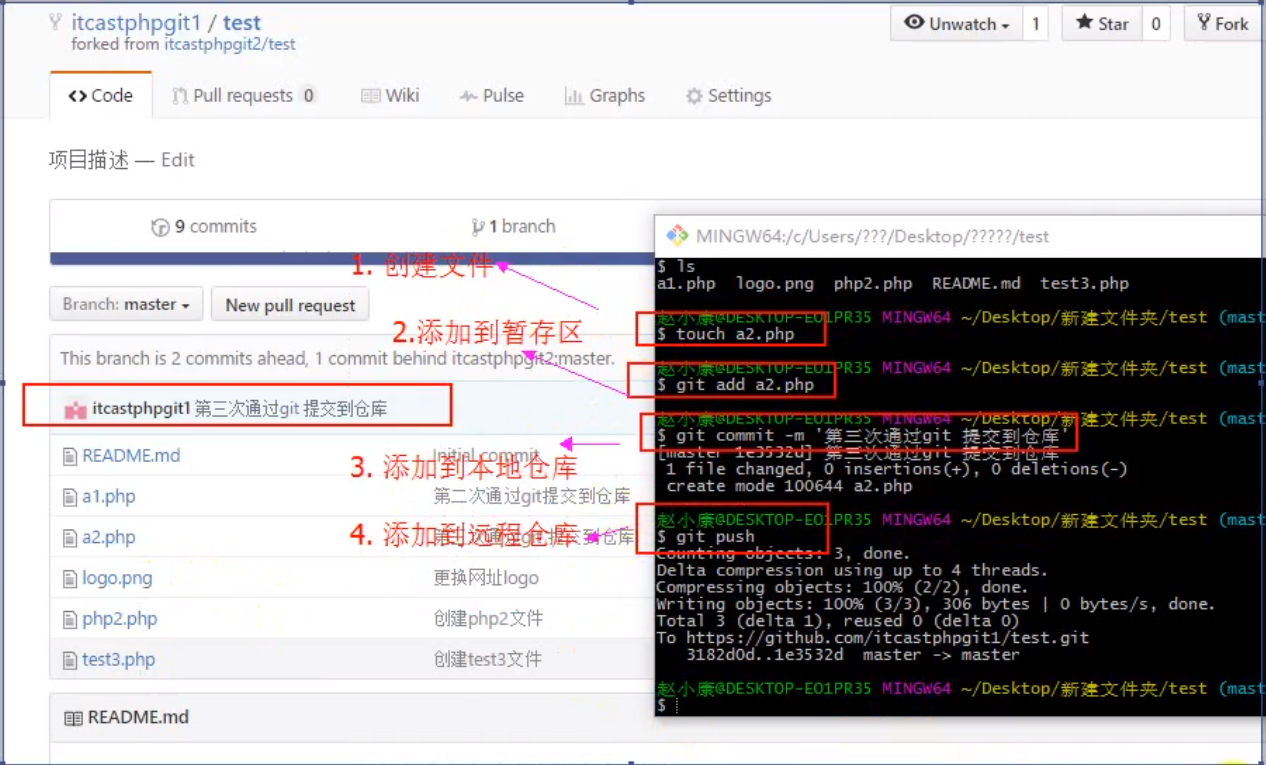 itcastphpgit1 / test
forked from itcastphpgit2/test
Unwatch 1 Star 0 Fork
Code Pull requests 0 Wiki Pulse Graphs Settings
项目描述 — Edit
9 commits 1 branch
1. 创建文件
Branch: master New pull request
2.添加到暂存区
This branch is 2 commits ahead, 1 commit behind itcastphpgit2:master.
itcastphpgit1 第三次通过git 提交到仓库
README.md Initial commit
3. 添加到本地仓库
a1.php 第二次通过git提交到仓库
4. 添加到远程仓库
a2.php
logo.png 更换网址logo
php2.php 创建php2文件
test3.php 创建test3文件
README.md
MINGW64:/c/Users/???/Desktop/?????/test
$ ls
a1.php logo.png php2.php README.md test3.php
赵小康@DESKTOP-EO1PR35 MINGW64 ~/Desktop/新建文件夹/test (mast
$ touch a2.php
赵小康@DESKTOP-EO1PR35 MINGW64 ~/Desktop/新建文件夹/test (mast
$ git add a2.php
赵小康@DESKTOP-EO1PR35 MINGW64 ~/Desktop/新建文件夹/test (mast
$ git commit -m '第三次通过git 提交到仓库'
[master 1e3532d] 第三次通过git 提交到仓库
1 file changed, 0 insertions(+), 0 deletions(-)
create mode 100644 a2.php
赵小康@DESKTOP-EO1PR35 MINGW64 ~/Desktop/新建文件夹/test (mast
$ git push
Counting objects: 3, done.
Delta compression using up to 4 threads.
Compressing objects: 100% (2/2), done.
Writing objects: 100% (3/3), 306 bytes | 0 bytes/s, done.
Total 3 (delta 1), reused 0 (delta 0)
To https://github.com/itcastphpgit1/test.git
3182d0d..1e3532d master -> master
赵小康@DESKTOP-EO1PR35 MINGW64 ~/Desktop/新建文件夹/test (mast
$